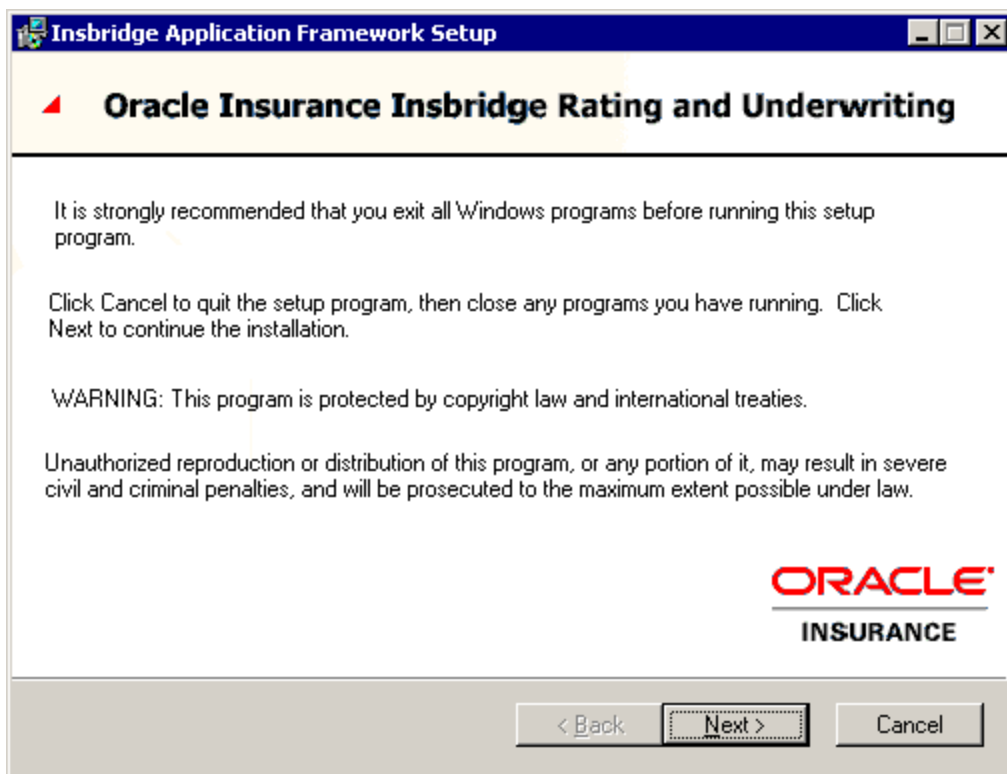 Insbridge Application Framework Setup
Oracle Insurance Insbridge Rating and Underwriting
It is strongly recommended that you exit all Windows programs before running this setup
program.
Click Cancel to quit the setup program, then close any programs you have running.  Click
Next to continue the installation.
WARNING: This program is protected by copyright law and international treaties.
Unauthorized reproduction or distribution of this program, or any portion of it, may result in severe
civil and criminal penalties, and will be prosecuted to the maximum extent possible under law.
ORACLE
INSURANCE
< Back Next > Cancel